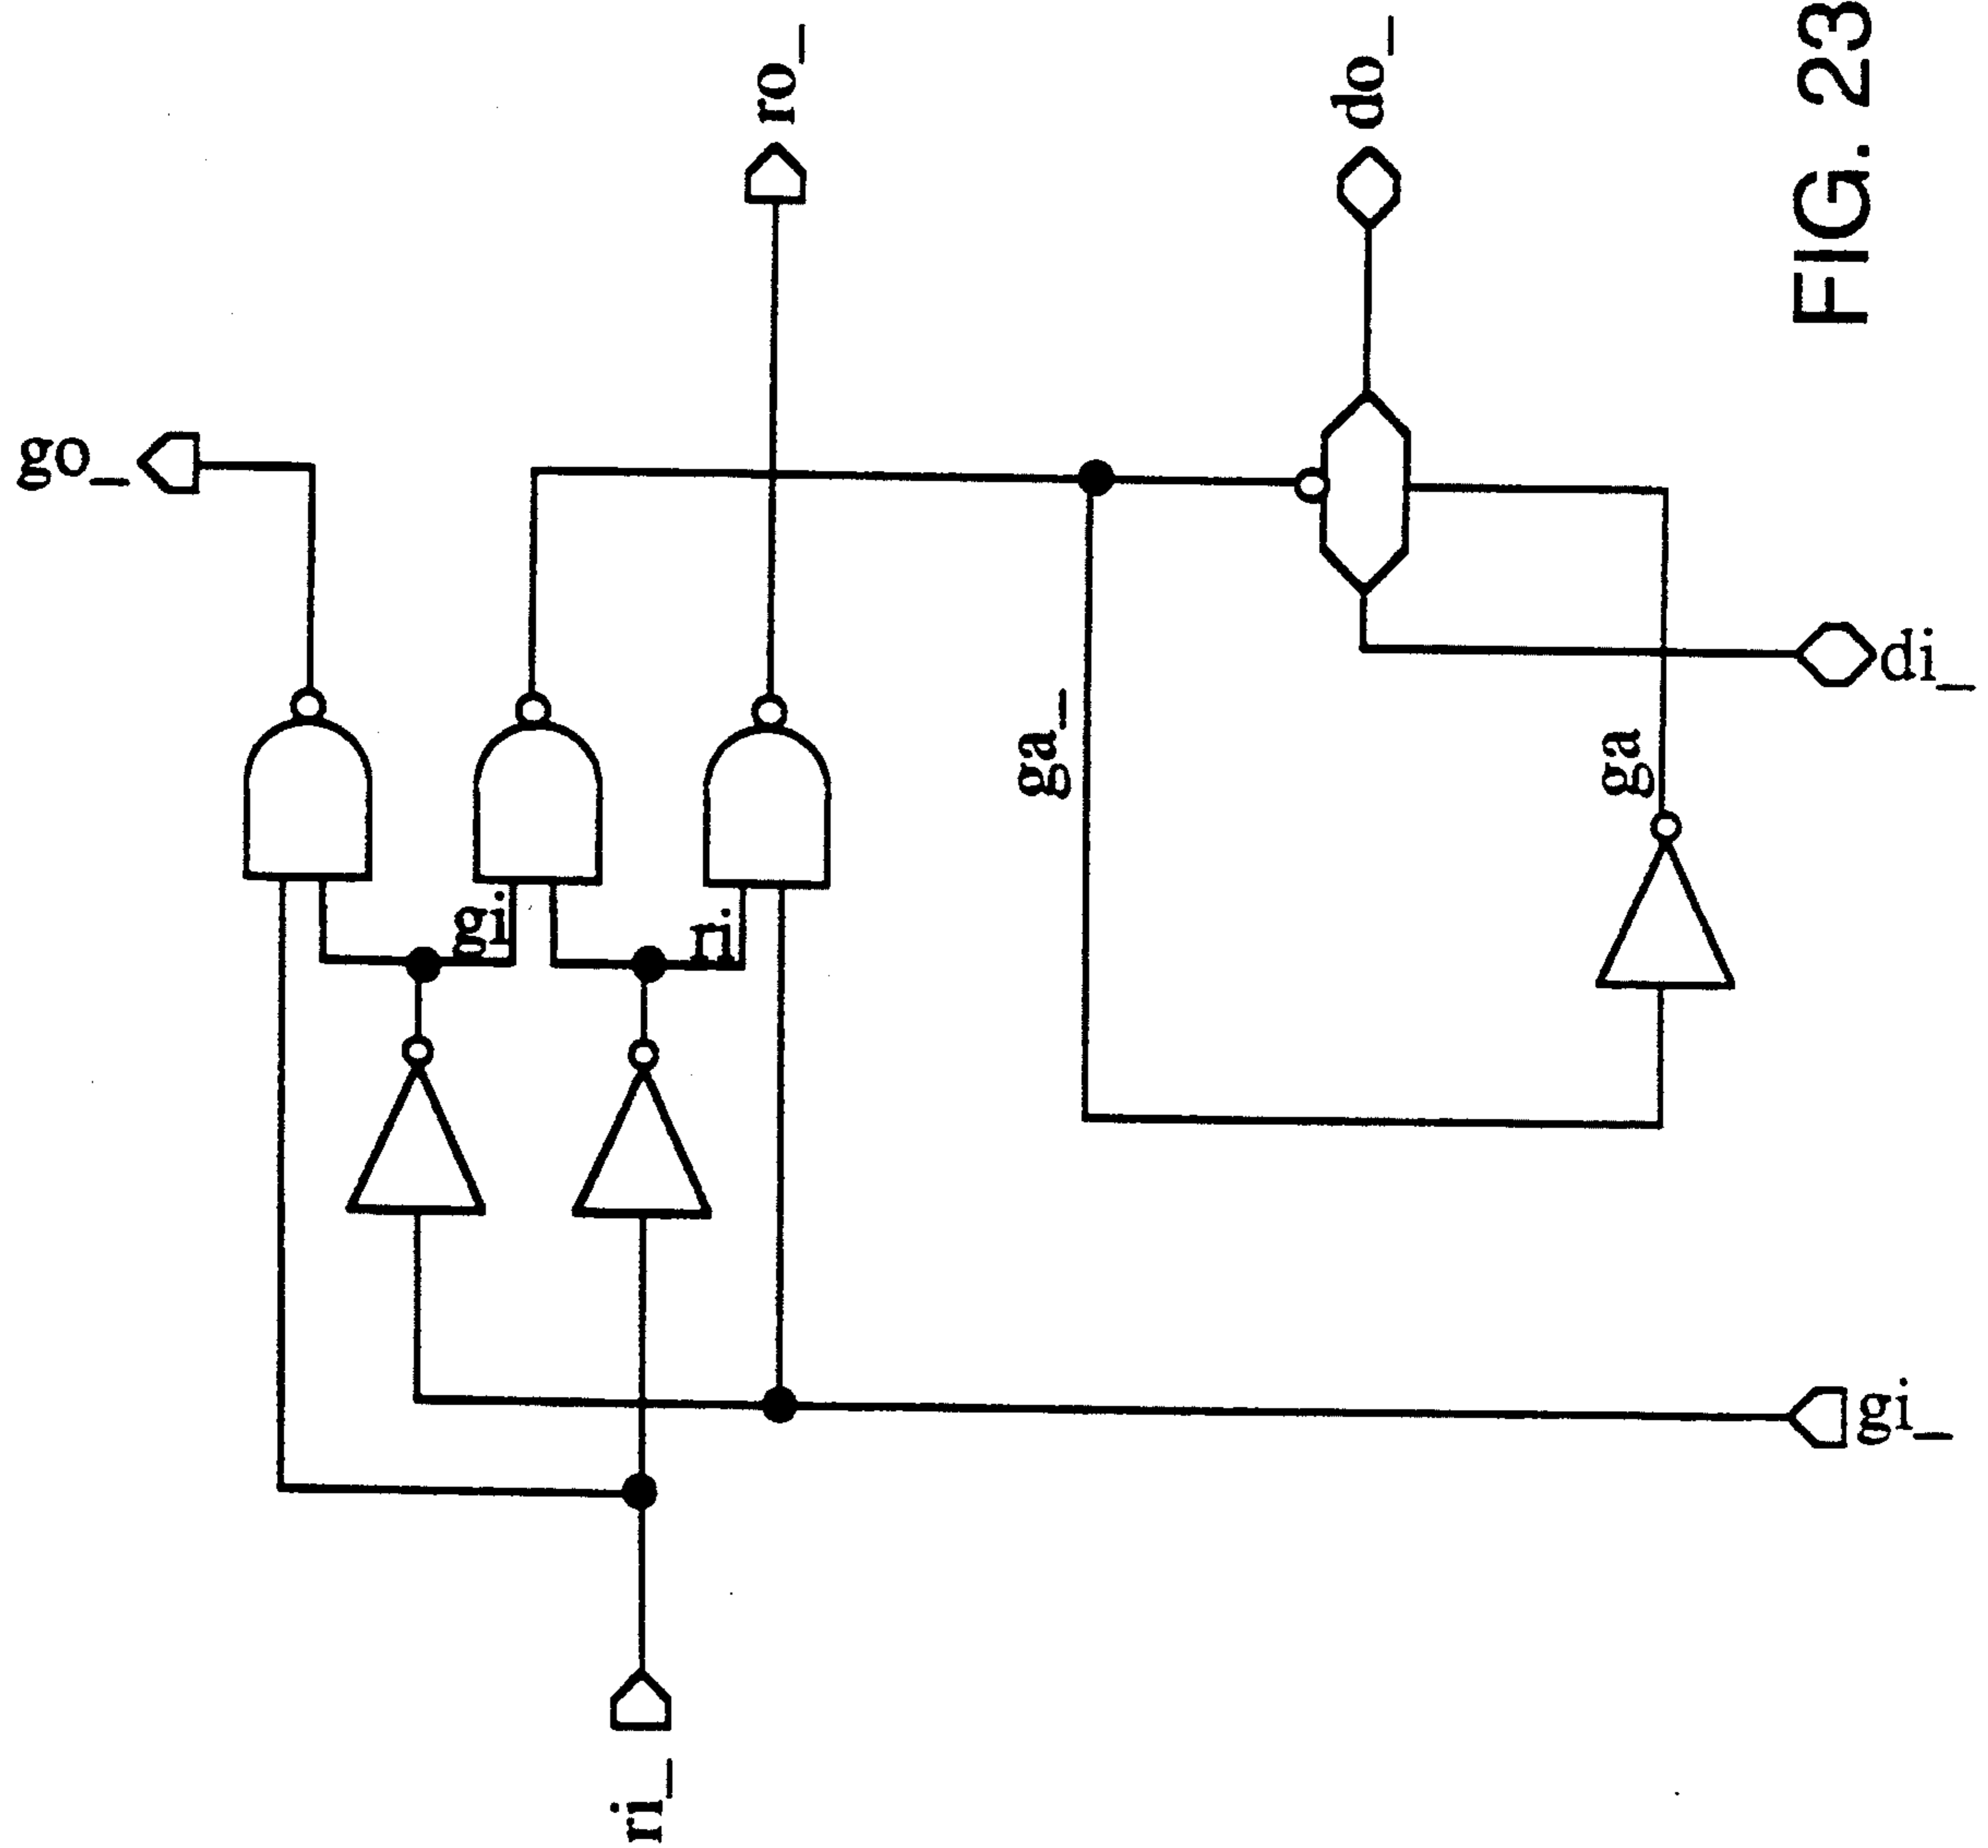 go_
ro_
gi
ri
ga_
do_
ga
di_
gi_
ri_
FIG. 23